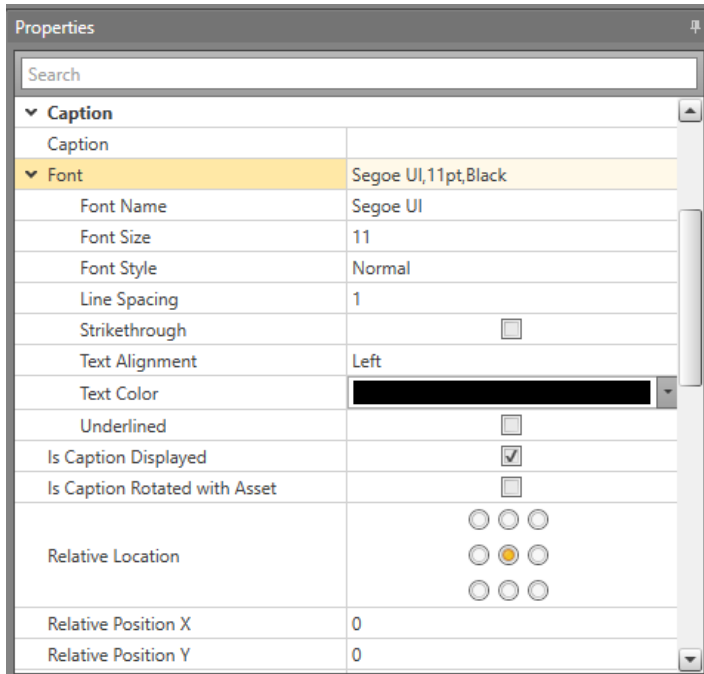 Properties
Search
Caption
Caption
Font Segoe UI,11pt,Black
Font Name Segoe UI
Font Size 11
Font Style Normal
Line Spacing 1
Strikethrough
Text Alignment Left
Text Color
Underlined
Is Caption Displayed
Is Caption Rotated with Asset
Relative Location
Relative Position X 0
Relative Position Y 0